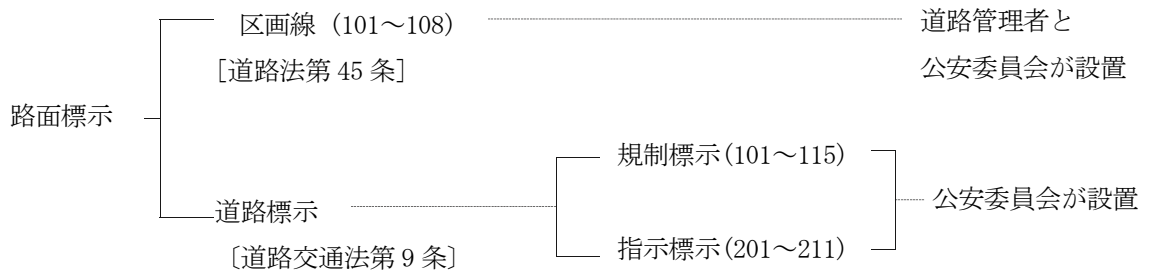 区画線（101～108）
道路管理者と
［道路法第 45 条］
公安委員会が設置
路面標示
規制標示(101～115)
道路標示
公安委員会が設置
〔道路交通法第 9 条〕
指示標示(201～211)